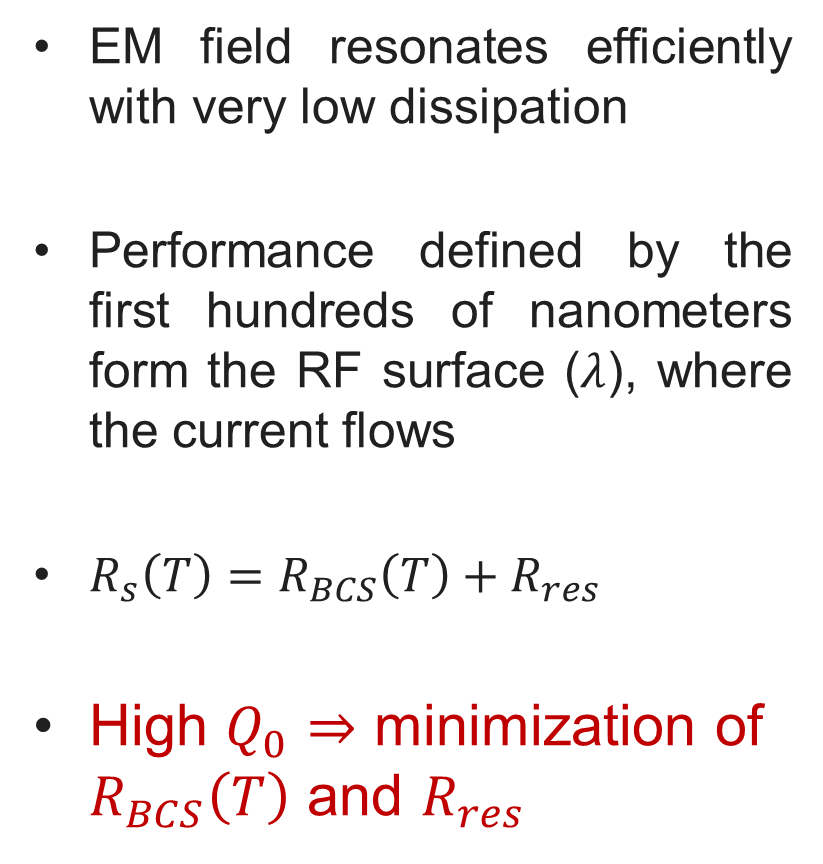 • EM field resonates efficiently
with very low dissipation
• Performance defined by the
first hundreds of nanometers
form the RF surface (λ), where
the current flows
• R_s(T) = R_{BCS}(T) + R_{res}
• High Q_0 ⇒ minimization of
R_{BCS}(T) and R_{res}